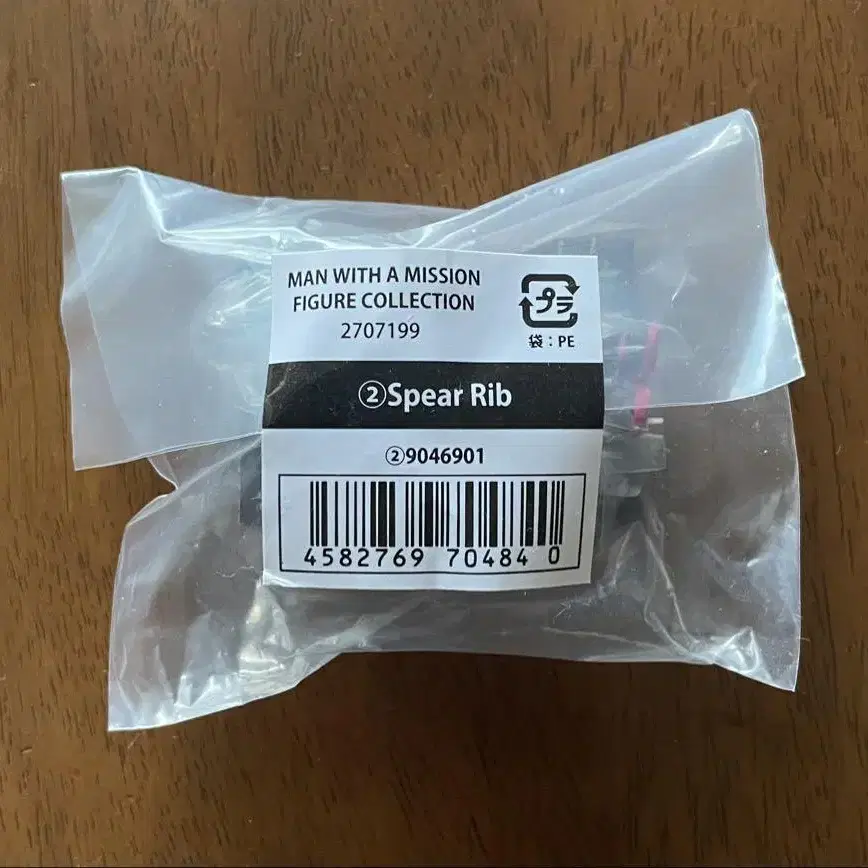 MAN WITH A MISSION
FIGURE COLLECTION
2707199
プラ
袋：PE
②Spear Rib
②9046901
4582769 70484 0